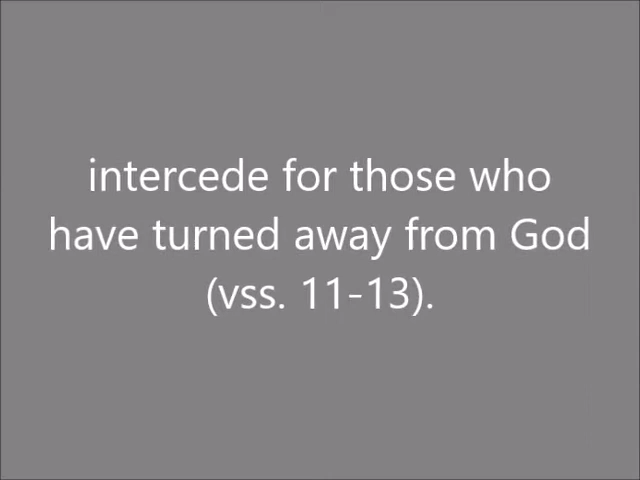 intercede for those who
have turned away from God
(vss. 11-13).